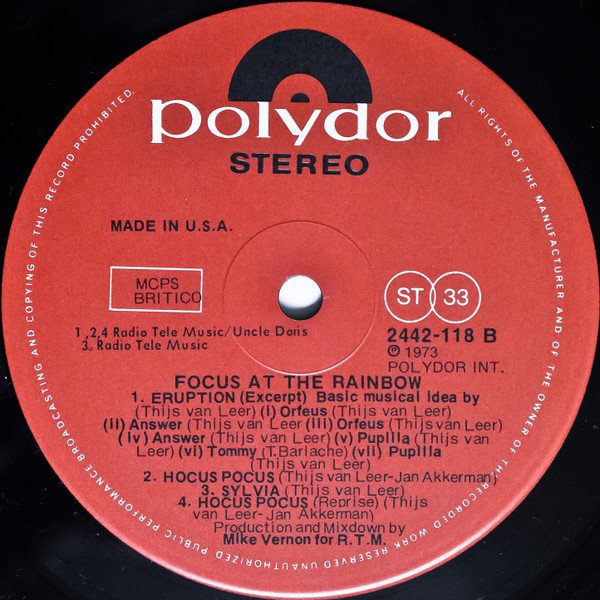 polydor
STEREO
ALL RIGHTS OF THE MANUFACTURER AND OF THE OWNER OF THE RECORDED WORK RESERVED UNAUTHORIZED PUBLIC PERFORMANCE BROADCASTING AND COPYING OF THIS RECORD PROHIBITED.
MADE IN U.S.A.
MCPS
BRITICO
ST 33
1,2,4 Radio Tele Music/Uncle Doris
3, Radio Tele Music
2442-118 B
℗ 1973
POLYDOR INT.
FOCUS AT THE RAINBOW
1. ERUPTION (Excerpt) Basic musical idea by
(Thijs van Leer) (i) Orfeus (Thijs van Leer)
(ii) Answer (Thijs van Leer) (iii) Orfeus (Thijs van Leer)
(iv) Answer (Thijs van Leer) (v) Pupilla (Thijs van
Leer) (vi) Tommy (T.Barlache) (vii) Pupilla
(Thijs van Leer)
2. HOCUS POCUS (Thijs van Leer-Jan Akkerman)
3. SYLVIA (Thijs van Leer)
4. HOCUS POCUS (Reprise) (Thijs
van Leer-Jan Akkerman)
Production and Mixdown by
Mike Vernon for R.T.M.